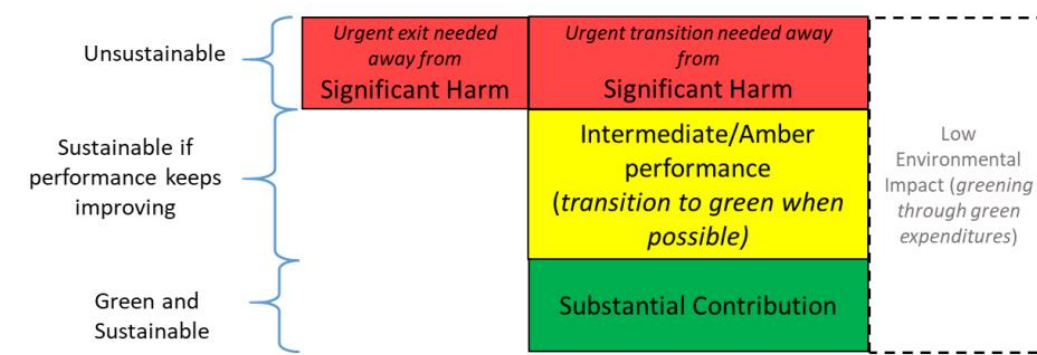 Unsustainable
Urgent exit needed
away from
Significant Harm
Urgent transition needed away
from
Significant Harm
Sustainable if
performance keeps
improving
Intermediate/Amber
performance
(transition to green when
possible)
Low
Environmental
Impact (greening
through green
expenditures)
Green and
Sustainable
Substantial Contribution